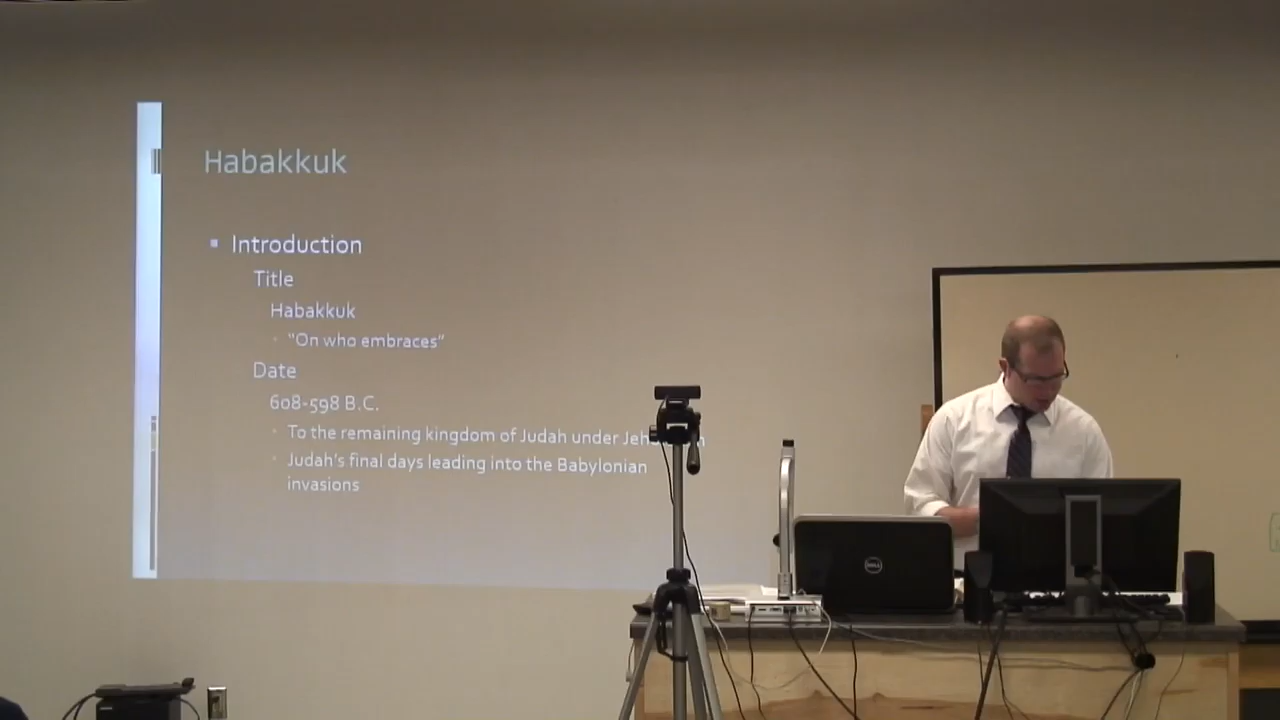 Habakkuk
Introduction
Title
Habakkuk
"On who embraces"
Date
608-598 B.C.
To the remaining kingdom of Judah under
Judah's final days leading into the Babylonian
invasions
DELL